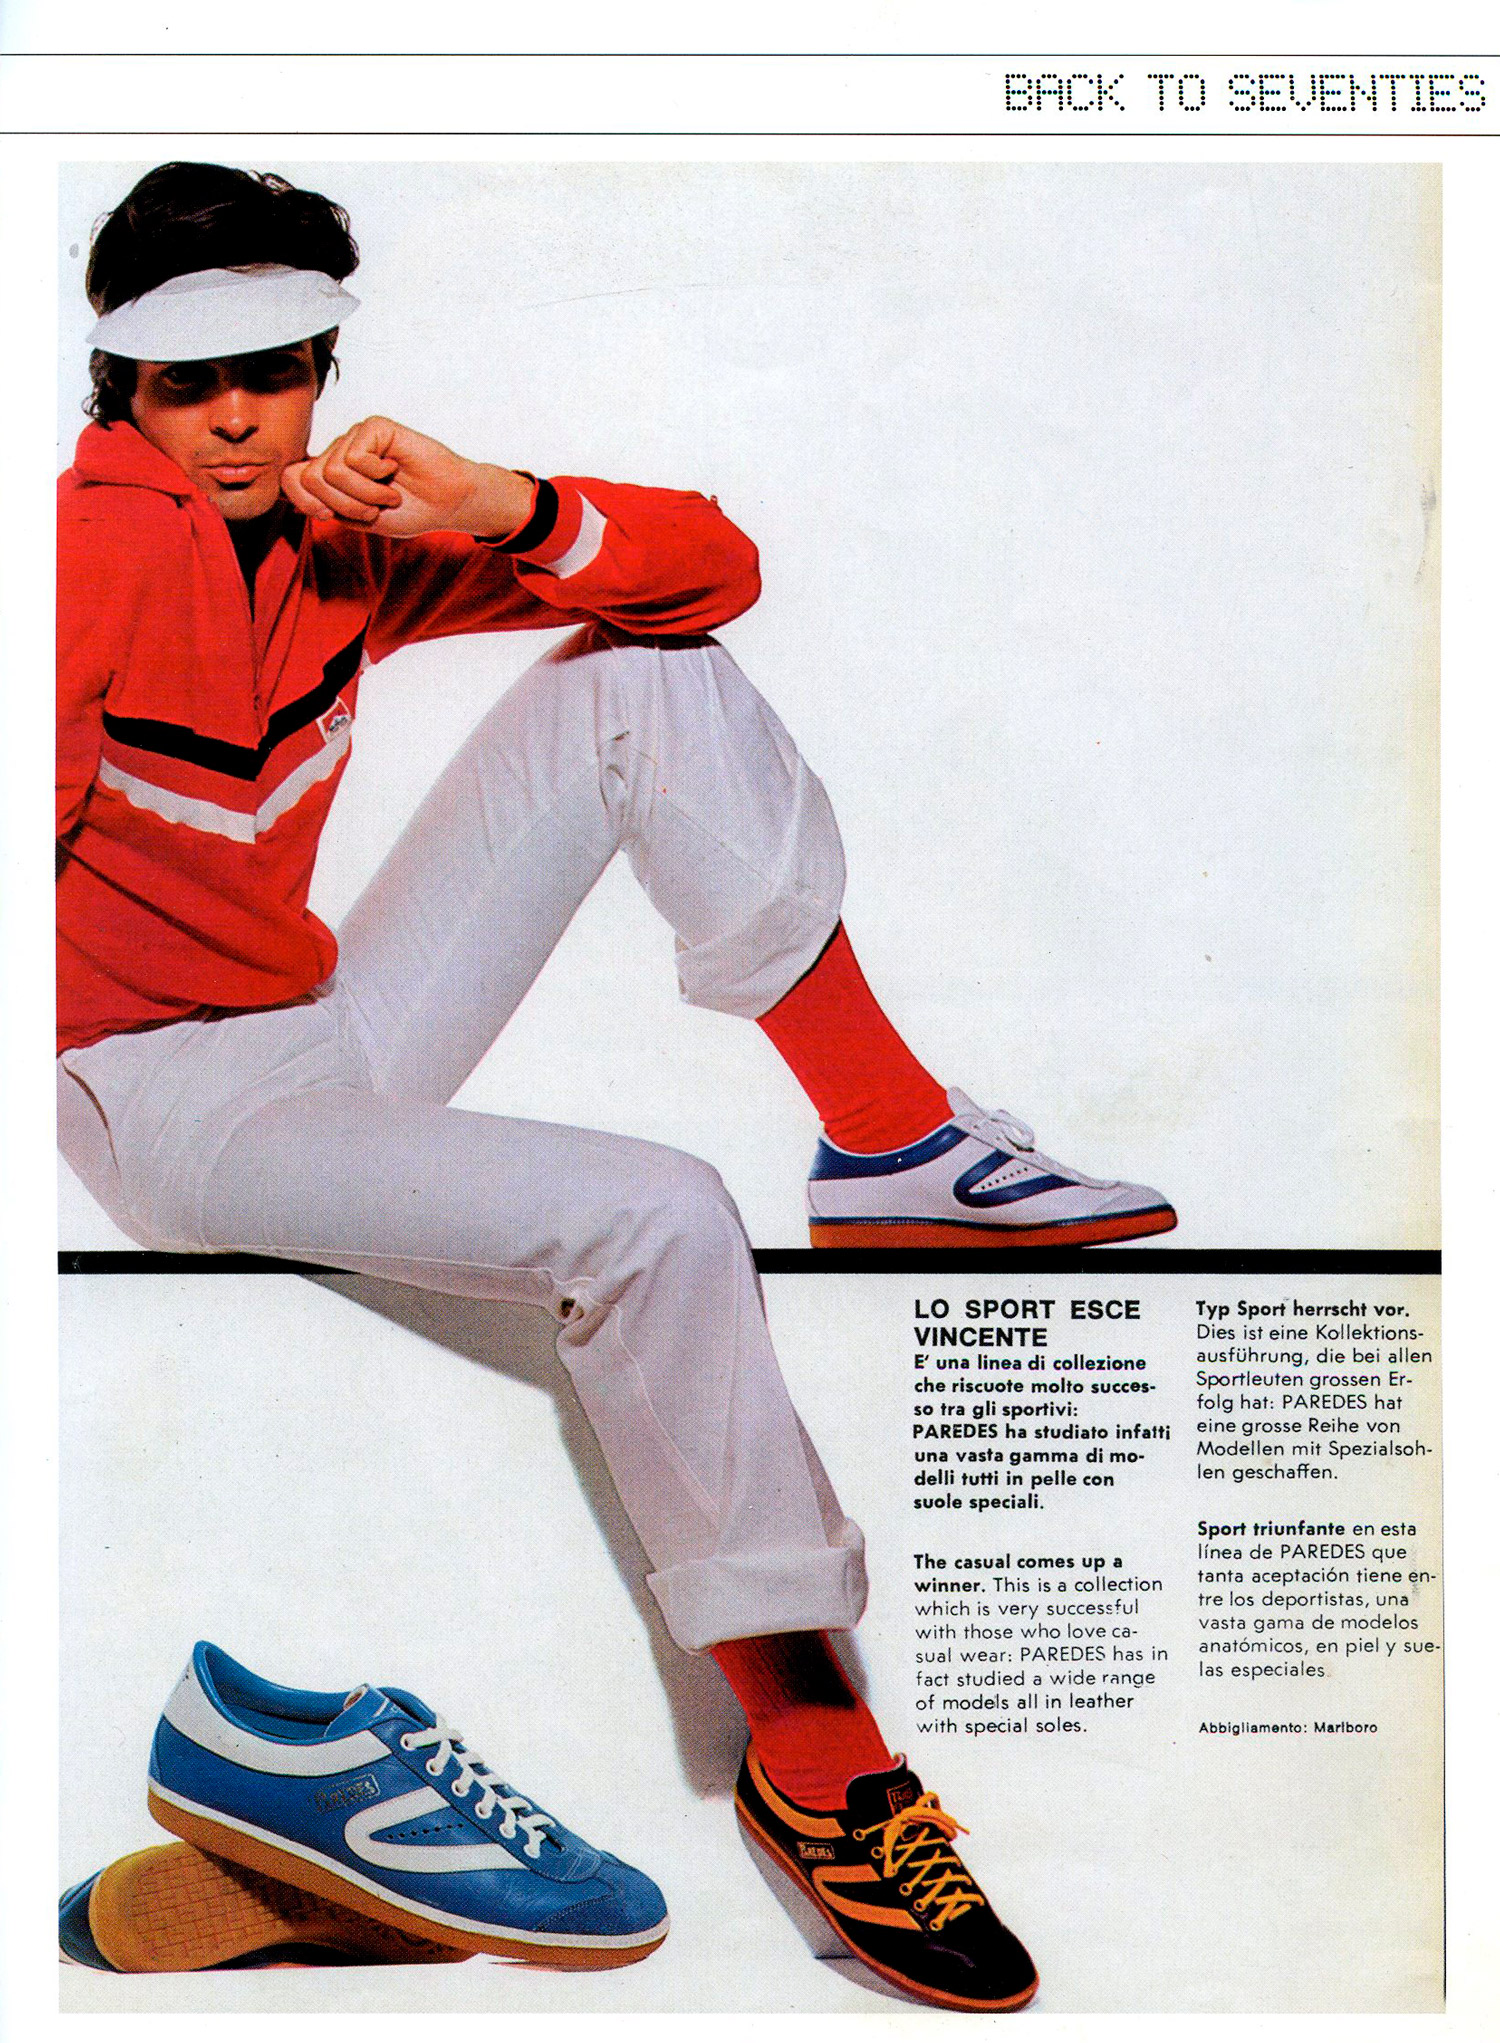 BACK TO SEVENTIES
LO SPORT ESCE
VINCENTE
E' una linea di collezione
che riscuote molto succes-
so tra gli sportivi:
PAREDES ha studiato infatti
una vasta gamma di mo-
delli tutti in pelle con
suole speciali.
The casual comes up a
winner. This is a collection
which is very successful
with those who love ca-
sual wear: PAREDES has in
fact studied a wide range
of models all in leather
with special soles.
Typ Sport herrscht vor.
Dies ist eine Kollektions-
ausführung, die bei allen
Sportleuten grossen Er-
folg hat: PAREDES hat
eine grosse Reihe von
Modellen mit Spezialsoh-
len geschaffen.
Sport triunfante en esta
línea de PAREDES que
tanta aceptación tiene en-
tre los deportistas, una
vasta gama de modelos
anatómicos, en piel y sue-
las especiales.
Abbigliamento: Marlboro
PAREDES
PAREDES